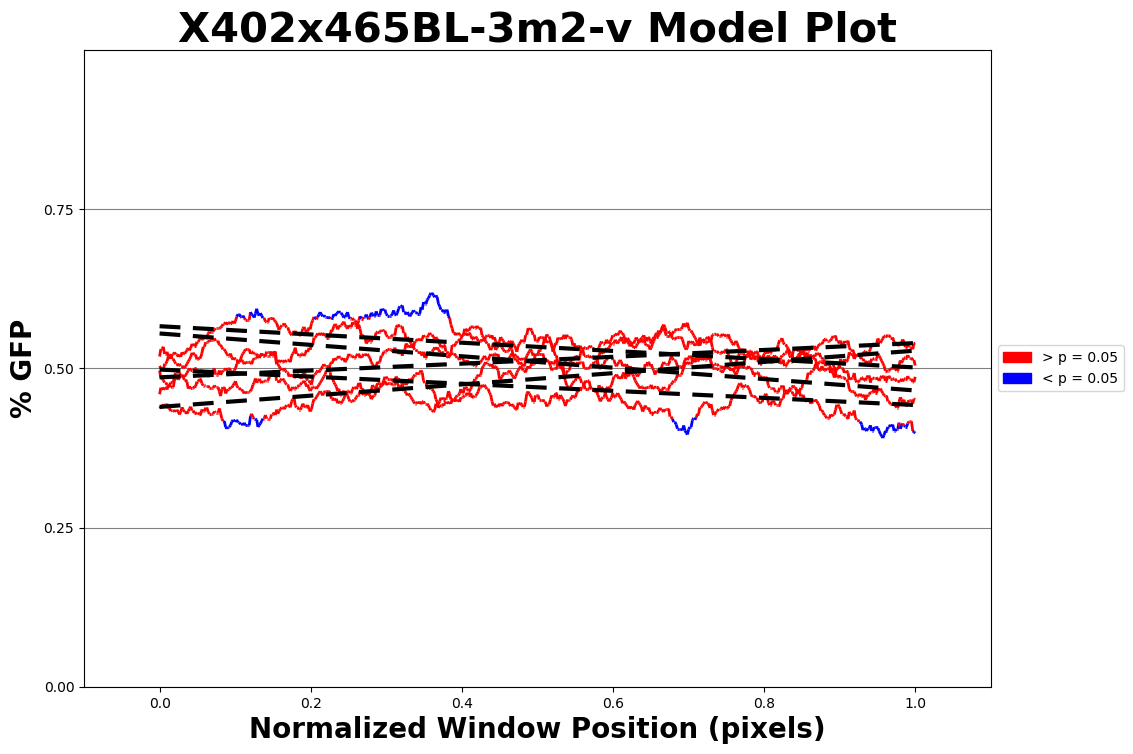 X402x465BL-3m2-v Model Plot
% GFP
0.75
0.50
0.25
0.00
0.0 0.2 0.4 0.6 0.8 1.0
Normalized Window Position (pixels)
> p = 0.05
< p = 0.05